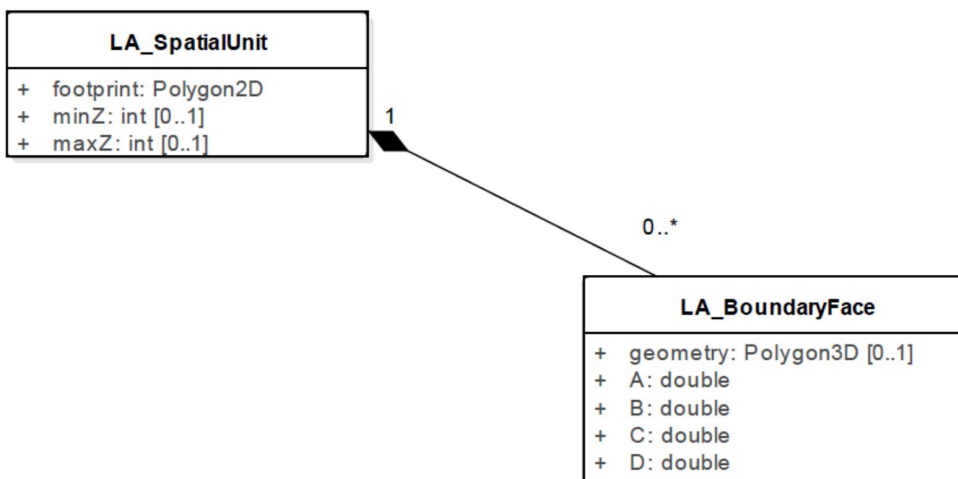 LA_SpatialUnit
+ footprint: Polygon2D
+ minZ: int [0..1]
+ maxZ: int [0..1]
1
0..*
LA_BoundaryFace
+ geometry: Polygon3D [0..1]
+ A: double
+ B: double
+ C: double
+ D: double